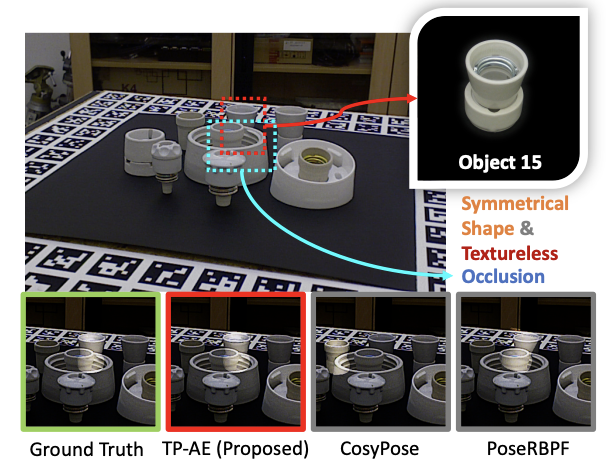 Object 15
Symmetrical
Shape &
Textureless
Occlusion
Ground Truth
TP-AE (Proposed)
CosyPose
PoseRBPF